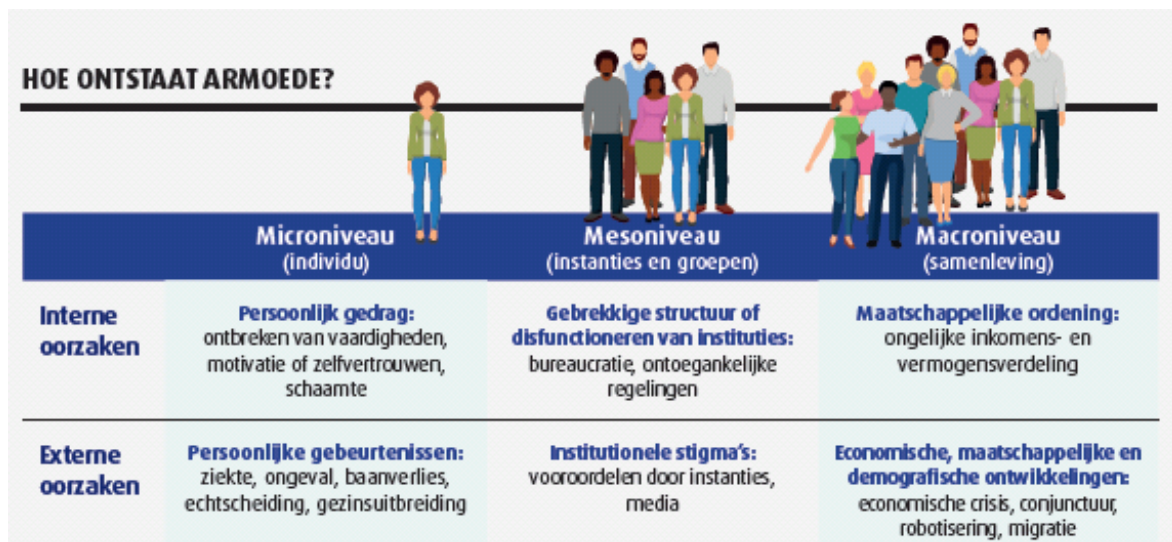 HOE ONTSTAAT ARMOEDE?
Microniveau
(individu)
Mesoniveau
(instanties en groepen)
Macroniveau
(samenleving)
Interne
oorzaken
Persoonlijk gedrag:
ontbreken van vaardigheden,
motivatie of zelfvertrouwen,
schaamte
Gebrekkige structuur of
disfunctioneren van instituties:
bureaucratie, ontoegankelijke
regelingen
Maatschappelijke ordening:
ongelijke inkomens- en
vermogensverdeling
Externe
oorzaken
Persoonlijke gebeurtenissen:
ziekte, ongeval, baanverlies,
echtscheiding, gezinsuitbreiding
Institutionele stigma's:
vooroordelen door instanties,
media
Economische, maatschappelijke en
demografische ontwikkelingen:
economische crisis, conjunctuur,
robotisering, migratie